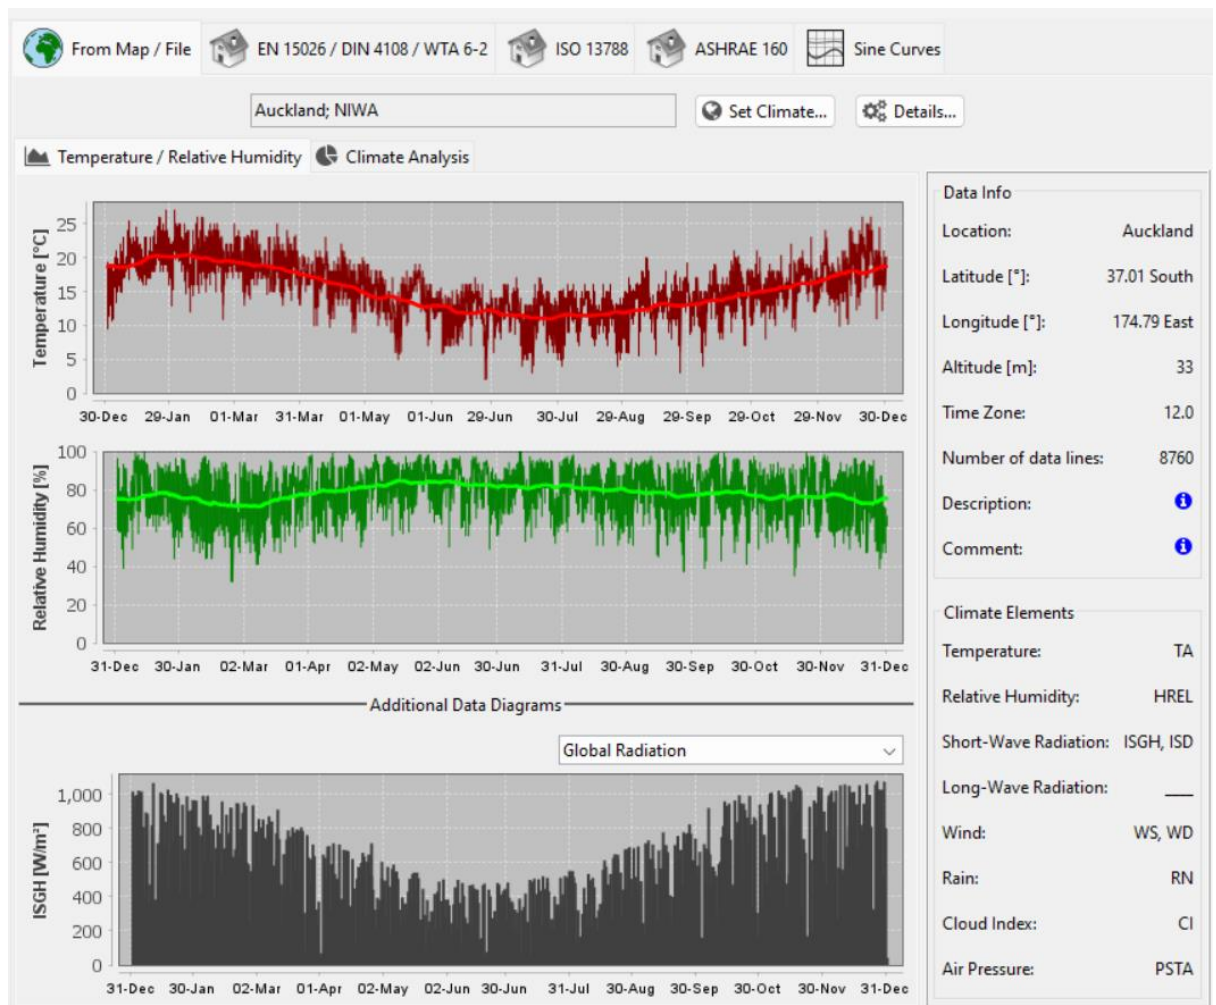 From Map / File EN 15026 / DIN 4108 / WTA 6-2 ISO 13788 ASHRAE 160 Sine Curves
Auckland; NIWA Set Climate... Details...
Temperature / Relative Humidity Climate Analysis
Temperature [°C]
25
20
15
10
5
0
30-Dec 29-Jan 01-Mar 31-Mar 01-May 01-Jun 29-Jun 30-Jul 29-Aug 29-Sep 29-Oct 29-Nov 30-Dec
Relative Humidity [%]
100
80
60
40
20
0
31-Dec 30-Jan 02-Mar 01-Apr 02-May 02-Jun 30-Jun 31-Jul 30-Aug 30-Sep 30-Oct 30-Nov 31-Dec
Additional Data Diagrams
Global Radiation
ISGH [W/m²]
1,000
800
600
400
200
0
31-Dec 30-Jan 02-Mar 01-Apr 02-May 02-Jun 30-Jun 31-Jul 30-Aug 30-Sep 30-Oct 30-Nov 31-Dec
Data Info
Location: Auckland
Latitude [°]: 37.01 South
Longitude [°]: 174.79 East
Altitude [m]: 33
Time Zone: 12.0
Number of data lines: 8760
Description:
Comment:
Climate Elements
Temperature: TA
Relative Humidity: HREL
Short-Wave Radiation: ISGH, ISD
Long-Wave Radiation: ___
Wind: WS, WD
Rain: RN
Cloud Index: CI
Air Pressure: PSTA